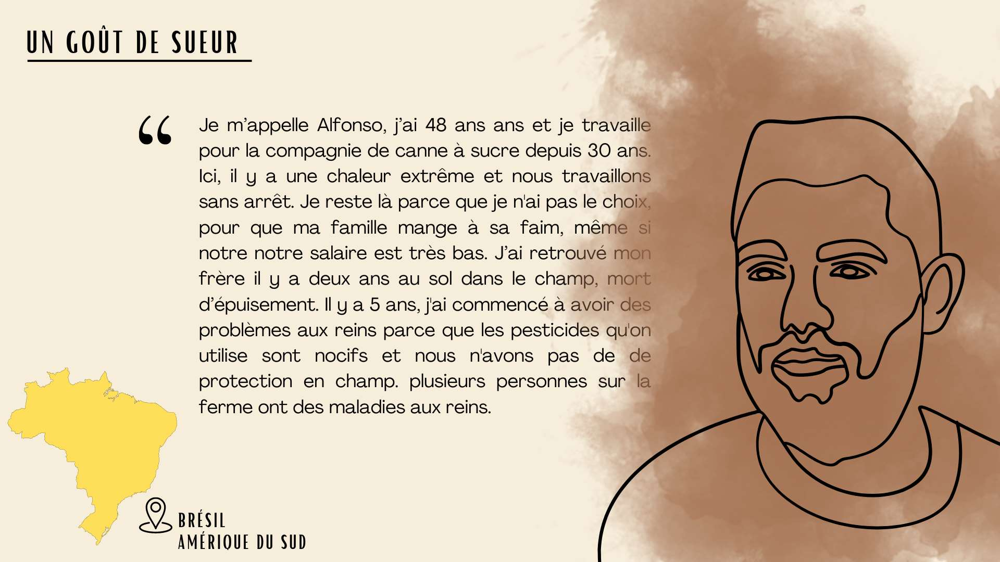 UN GOÛT DE SUEUR
“
Je m’appelle Alfonso, j’ai 48 ans ans et je travaille
pour la compagnie de canne à sucre depuis 30 ans.
Ici, il y a une chaleur extrême et nous travaillons
sans arrêt. Je reste là parce que je n'ai pas le choix,
pour que ma famille mange à sa faim, même si
notre notre salaire est très bas. J’ai retrouvé mon
frère il y a deux ans au sol dans le champ, mort
d’épuisement. Il y a 5 ans, j'ai commencé à avoir des
problèmes aux reins parce que les pesticides qu'on
utilise sont nocifs et nous n'avons pas de de
protection en champ. plusieurs personnes sur la
ferme ont des maladies aux reins.
BRÉSIL
AMÉRIQUE DU SUD